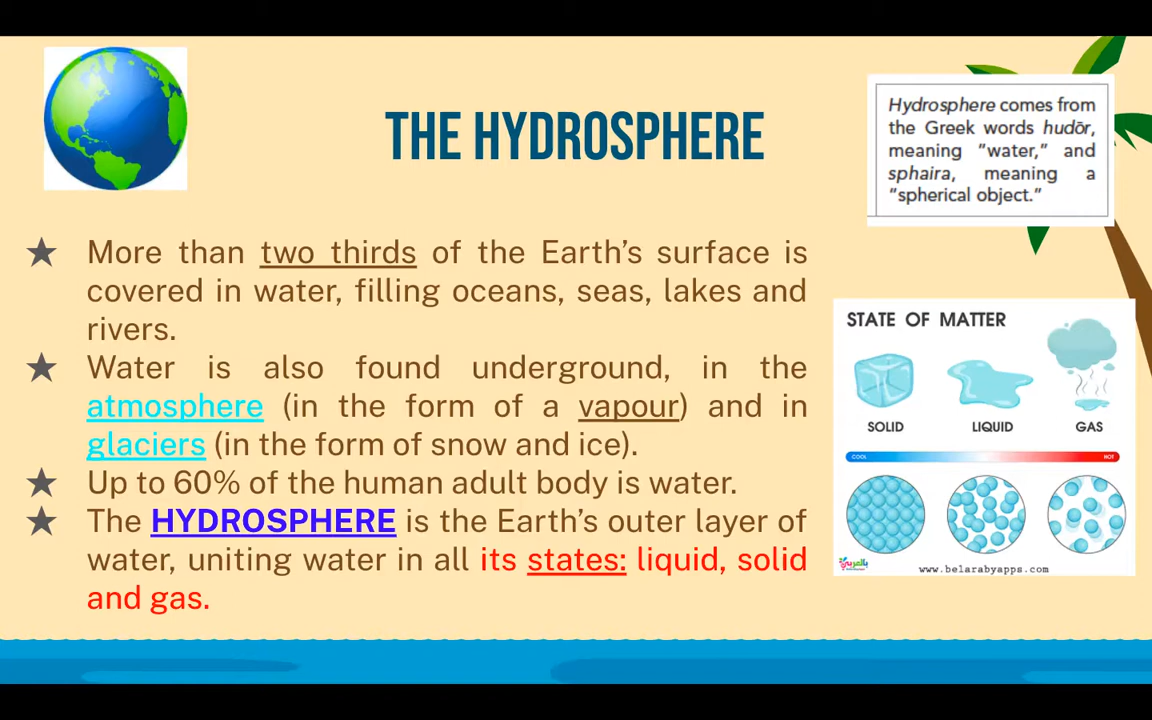 THE HYDROSPHERE
Hydrosphere comes from
the Greek words hudōr,
meaning "water," and
sphaira, meaning a
"spherical object."
★ More than two thirds of the Earth's surface is
covered in water, filling oceans, seas, lakes and
rivers.
★ Water is also found underground, in the
atmosphere (in the form of a vapour) and in
glaciers (in the form of snow and ice).
★ Up to 60% of the human adult body is water.
★ The HYDROSPHERE is the Earth's outer layer of
water, uniting water in all its states: liquid, solid
and gas.
STATE OF MATTER
SOLID LIQUID GAS
COOL HOT
بالعربي
www.belarabyapps.com